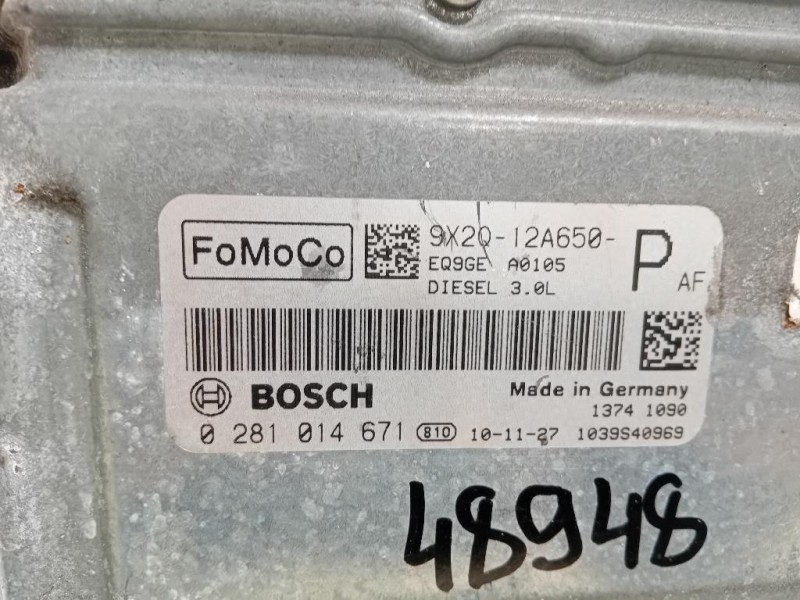 FoMoCo
9X2Q-12A650- P AF
EQ9GE A0105
DIESEL 3.0L
BOSCH
Made in Germany
1374 1090
0 281 014 671 810 10-11-27 1039S40969
48948